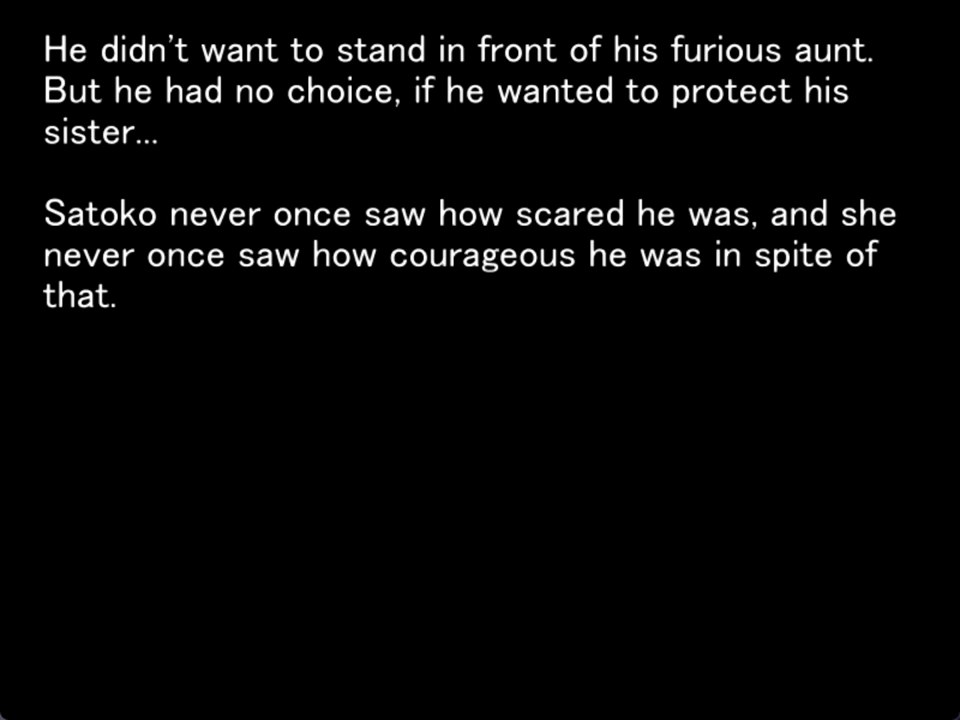 He didn't want to stand in front of his furious aunt.
But he had no choice, if he wanted to protect his
sister...
Satoko never once saw how scared he was, and she
never once saw how courageous he was in spite of
that.